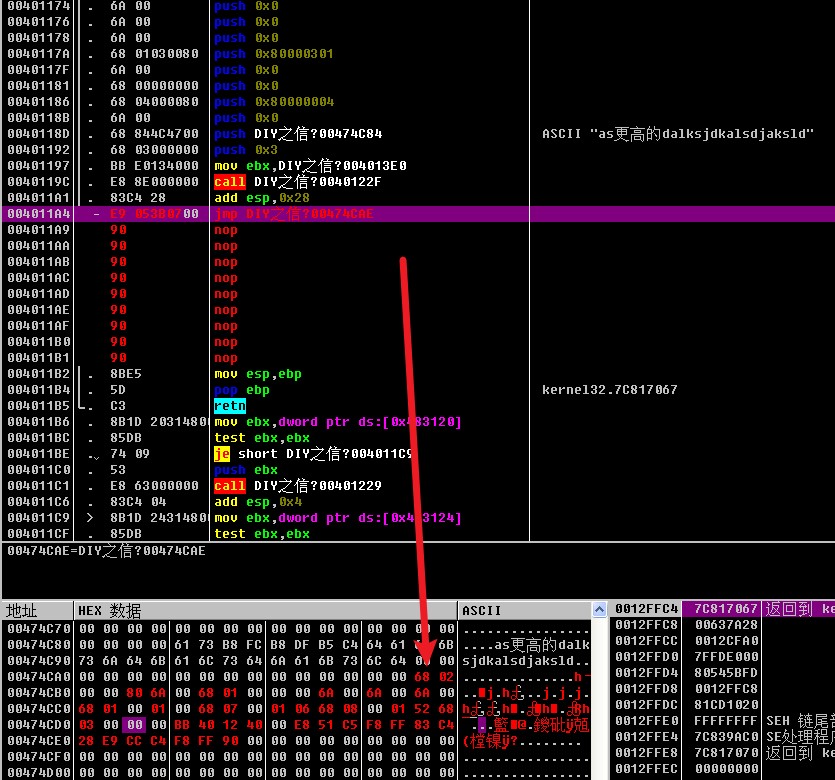 00401174 . 6A 00 push 0x0
00401176 . 6A 00 push 0x0
00401178 . 6A 00 push 0x0
0040117A . 68 01030080 push 0x80000301
0040117F . 6A 00 push 0x0
00401181 . 68 00000000 push 0x0
00401186 . 68 04000080 push 0x80000004
0040118B . 6A 00 push 0x0
0040118D . 68 844C4700 push DIY之信?00474C84 ASCII "as更高的dalksjdkalsdjaksld"
00401192 . 68 03000000 push 0x3
00401197 . BB E0134000 mov ebx,DIY之信?004013E0
0040119C . E8 8E000000 call DIY之信?0040122F
004011A1 . 83C4 28 add esp,0x28
004011A4 - E9 053B0700 jmp DIY之信?00474CAE
004011A9 90 nop
004011AA 90 nop
004011AB 90 nop
004011AC 90 nop
004011AD 90 nop
004011AE 90 nop
004011AF 90 nop
004011B0 90 nop
004011B1 90 nop
004011B2 . 8BE5 mov esp,ebp
004011B4 . 5D pop ebp kernel32.7C817067
004011B5 . C3 retn
004011B6 . 8B1D 20314800 mov ebx,dword ptr ds:[0x483120]
004011BC . 85DB test ebx,ebx
004011BE . 74 09 je short DIY之信?004011C9
004011C0 . 53 push ebx
004011C1 . E8 63000000 call DIY之信?00401229
004011C6 . 83C4 04 add esp,0x4
004011C9 > 8B1D 24314800 mov ebx,dword ptr ds:[0x483124]
004011CF . 85DB test ebx,ebx
00474CAE=DIY之信?00474CAE
地址 HEX 数据 ASCII
00474C70 00 00 00 00 00 00 00 00 00 00 00 00 00 00 00 00 ................
00474C80 00 00 00 00 61 73 B8 FC B8 DF B5 C4 64 61 6B ....as更高的dalk
00474C90 73 6A 64 6B 61 6C 73 64 6A 61 6B 73 6C 64 00 00 sjdkalsdjaksld..
00474CA0 00 00 00 00 00 00 00 00 00 00 00 00 00 00 68 02
00474CB0 00 00 80 6A 00 68 01 00 00 00 6A 00 6A 00 6A 00
00474CC0 68 01 00 01 00 68 07 00 01 06 68 08 00 01 52 68
00474CD0 03 00 00 00 BB 40 12 40 00 E8 51 C5 F8 FF 83 C4
00474CE0 28 E9 CC C4 F8 FF 90 00 00 00 00 00 00 00 00 00
00474CF0 00 00 00 00 00 00 00 00 00 00 00 00 00 00 00 00 ................
00474D00 00 00 00 00 00 00 00 00 00 00 00 00 00 00 00 00 ................
0012FFC4 7C817067 返回到 ke
0012FFC8 00637A28
0012FFCC 0012CFA0
0012FFD0 7FFDE000
0012FFD4 80545BFD
0012FFD8 0012FFC8
0012FFDC 81CD1020
0012FFE0 FFFFFFFF SEH 链尾部
0012FFE4 7C839AC0 SE处理程序
0012FFE8 7C817070 返回到 ke
0012FFEC 00000000